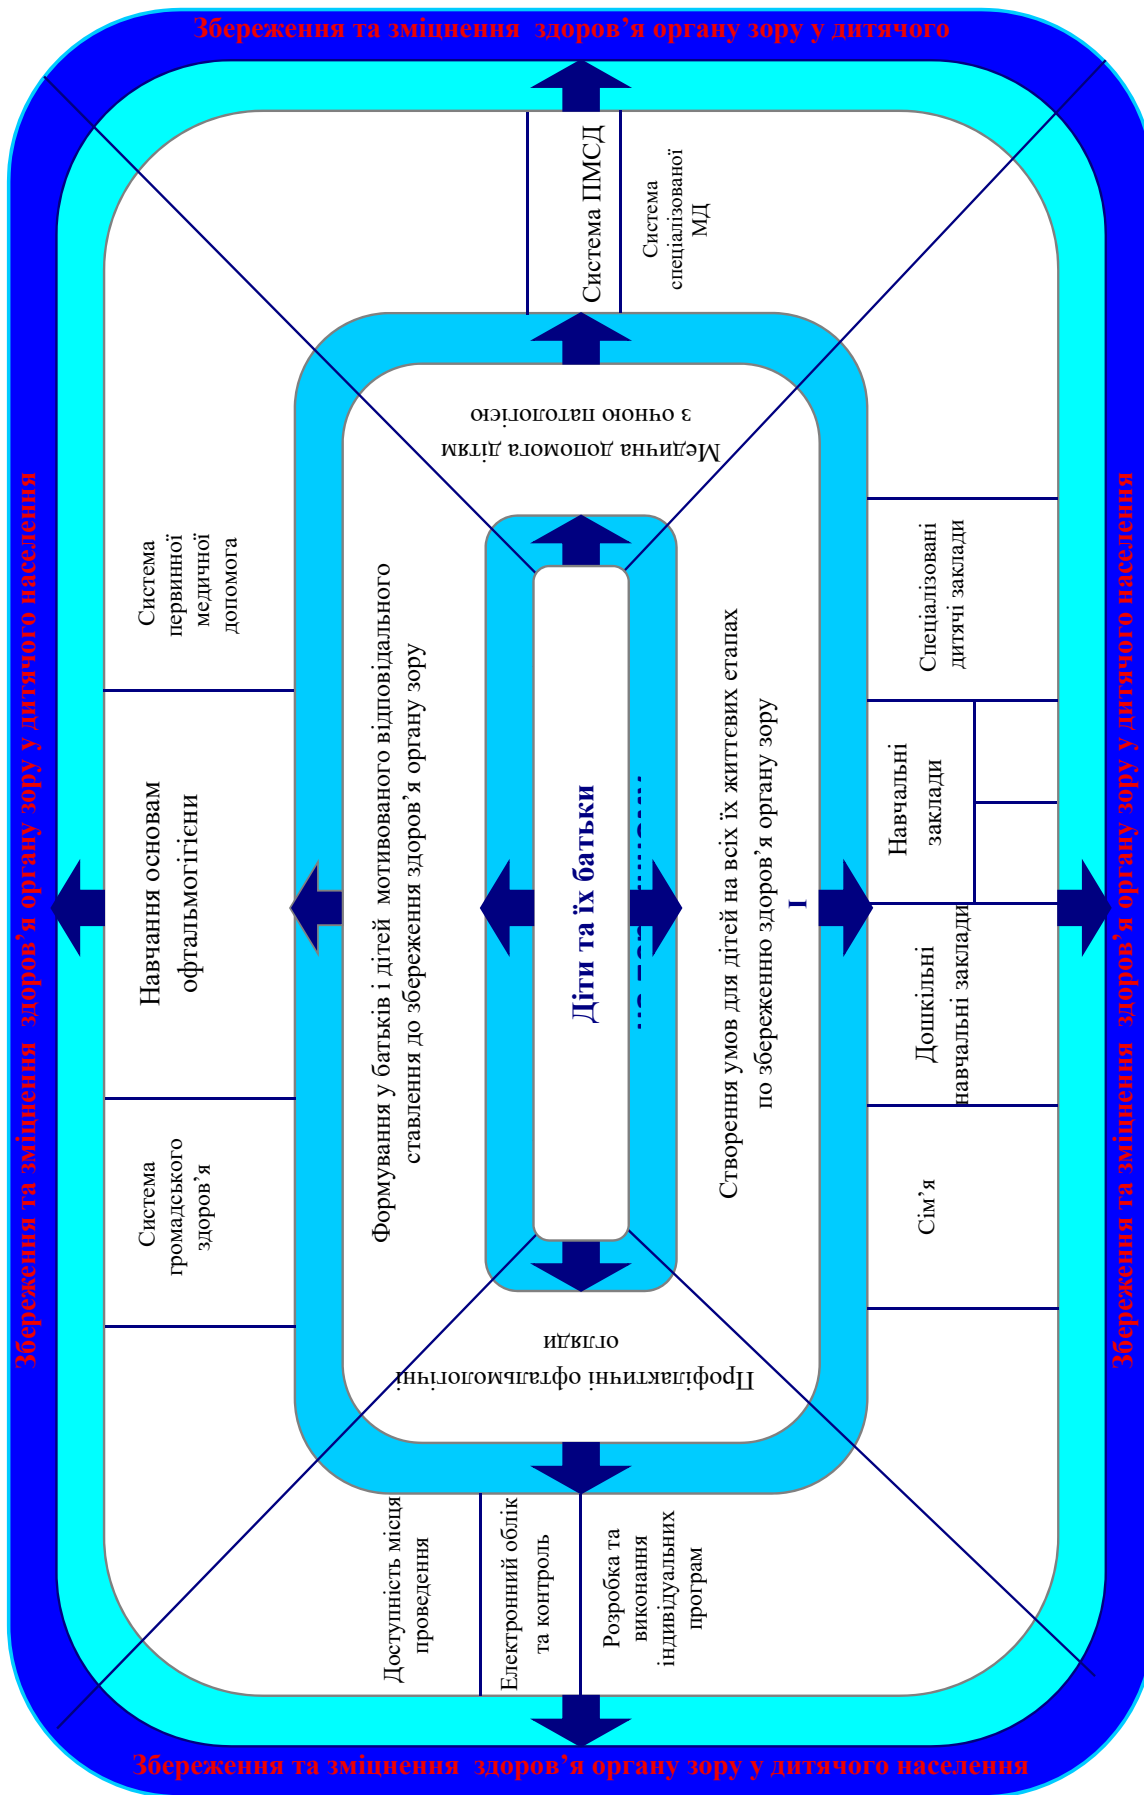 Збереження та зміцнення здоров’я органу зору у дитячого
Збереження та зміцнення здоров’я органу зору у дитячого населення
Система
первинної
медичної
допомога
Навчання основам
офтальмогігієни
Система
громадського
здоров’я
Формування у батьків і дітей мотивованого відповідального
ставлення до збереження здоров’я органу зору
Система ПМСД
Система
спеціалізованої
МД
Медична допомога дітям
з очною патологією
Діти та їх батьки
Створення умов для дітей на всіх їх життєвих етапах
по збереженню здоров’я органу зору
І
Профілактичні офтальмологічні
огляди
Спеціалізовані
дитячі заклади
Навчальні
заклади
Дошкільні
навчальні заклади
Сім’я
Доступність місця
проведення
Електронний облік
та контроль
Розробка та
виконання
індивідуальних
програм
Збереження та зміцнення здоров’я органу зору у дитячого населення
Збереження та зміцнення здоров’я органу зору у дитячого населення